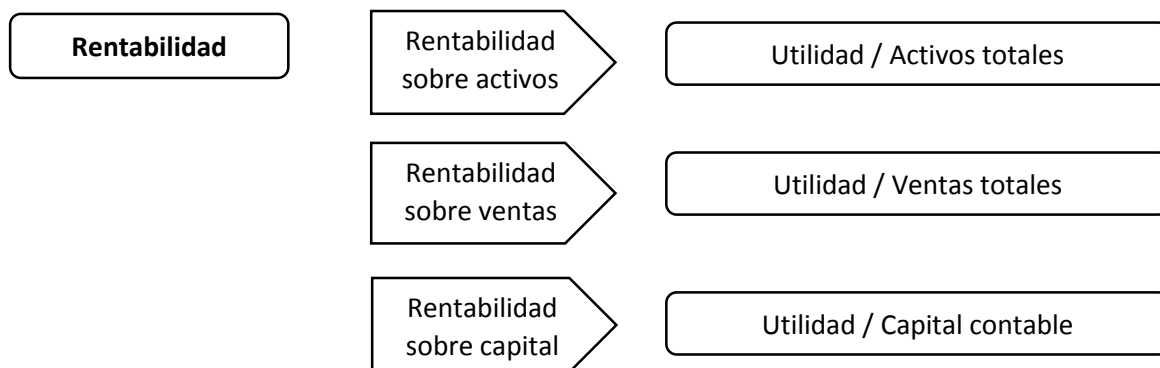 Rentabilidad
Rentabilidad
sobre activos
Utilidad / Activos totales
Rentabilidad
sobre ventas
Utilidad / Ventas totales
Rentabilidad
sobre capital
Utilidad / Capital contable